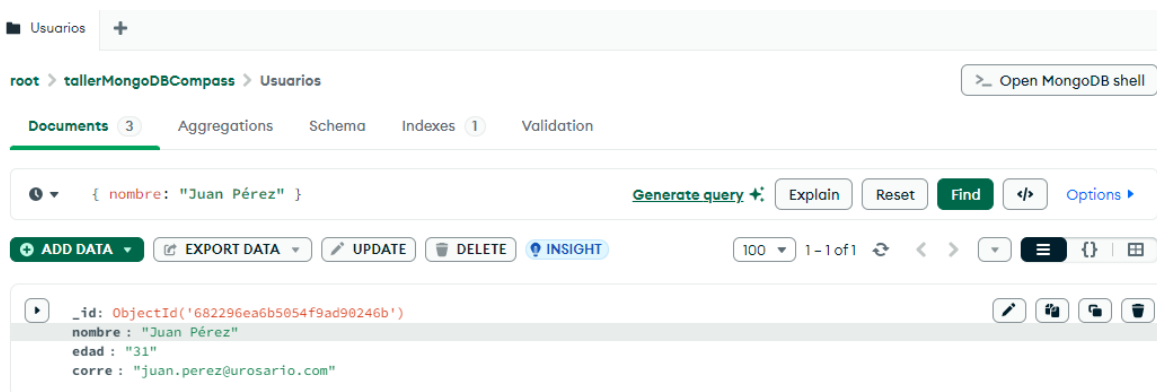 Usuarios +
root > tallerMongoDBCompass > Usuarios
>_ Open MongoDB shell
Documents 3 Aggregations Schema Indexes 1 Validation
{ nombre: "Juan Pérez" } Generate query Explain Reset Find </> Options
ADD DATA EXPORT DATA UPDATE DELETE INSIGHT 100 1 – 1 of 1 {}
_id: ObjectId('682296ea6b5054f9ad90246b')
nombre : "Juan Pérez"
edad : "31"
corre : "juan.perez@urosario.com"